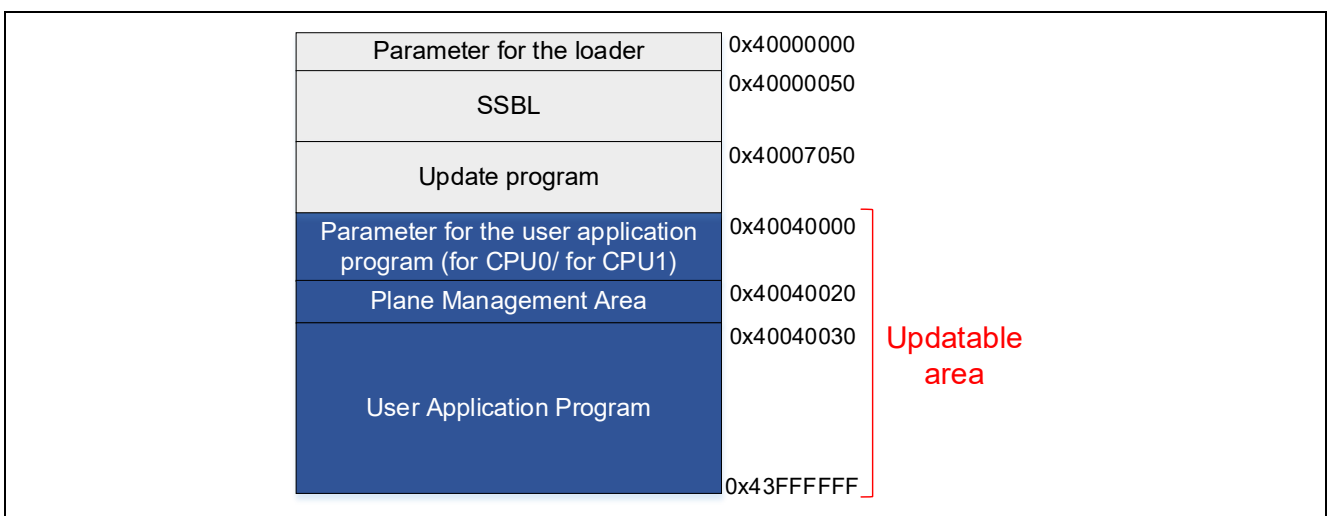 Parameter for the loader
0x40000000
0x40000050
SSBL
0x40007050
Update program
0x40040000
Parameter for the user application
program (for CPU0/ for CPU1)
Plane Management Area
0x40040020
0x40040030
Updatable
area
User Application Program
0x43FFFFFF